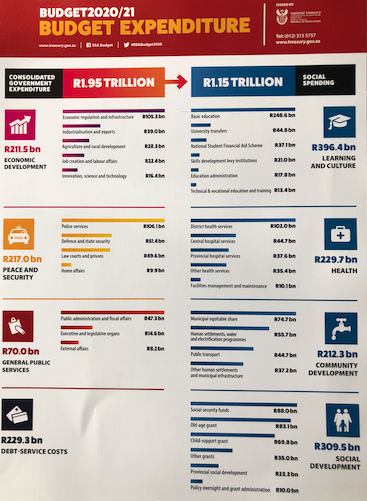 BUDGET2020/21
BUDGET EXPENDITURE
www.treasury.gov.za
RSA Budget
#RSABudget2020
ISSUED BY
national treasury
Tel: (012) 315 5757
www.treasury.gov.za
CONSOLIDATED
GOVERNMENT
EXPENDITURE
R1.95 TRILLION
R1.15 TRILLION
SOCIAL
SPENDING
R211.5 bn
ECONOMIC
DEVELOPMENT
Economic regulation and infrastructure R105.3 bn
Industrialisation and exports R39.0 bn
Agriculture and rural development R28.3 bn
Job creation and labour affairs R22.4 bn
Innovation, science and technology R16.4 bn
Basic education R248.6 bn
University transfers R44.8 bn
National Student Financial Aid Scheme R37.1 bn
Skills development levy institutions R21.0 bn
Education administration R17.8 bn
Technical & vocational education and training R13.4 bn
R396.4 bn
LEARNING
AND CULTURE
R217.0 bn
PEACE AND
SECURITY
Police services R106.1 bn
Defence and state security R51.4 bn
Law courts and prisons R49.6 bn
Home affairs R9.9 bn
District health services R102.0 bn
Central hospital services R44.7 bn
Provincial hospital services R37.6 bn
Other health services R35.4 bn
Facilities management and maintenance R10.1 bn
R229.7 bn
HEALTH
R70.0 bn
GENERAL PUBLIC
SERVICES
Public administration and fiscal affairs R47.3 bn
Executive and legislative organs R14.6 bn
External affairs R8.2 bn
Municipal equitable share R74.7 bn
Human settlements, water
and electrification programmes R55.7 bn
Public transport R44.7 bn
Other human settlements
and municipal infrastructure R37.2 bn
R212.3 bn
COMMUNITY
DEVELOPMENT
R229.3 bn
DEBT-SERVICE COSTS
Social security funds R88.0 bn
Old-age grant R83.1 bn
Child-support grant R69.8 bn
Other grants R35.0 bn
Provincial social development R23.3 bn
Policy oversight and grant administration R10.0 bn
R309.5 bn
SOCIAL
DEVELOPMENT